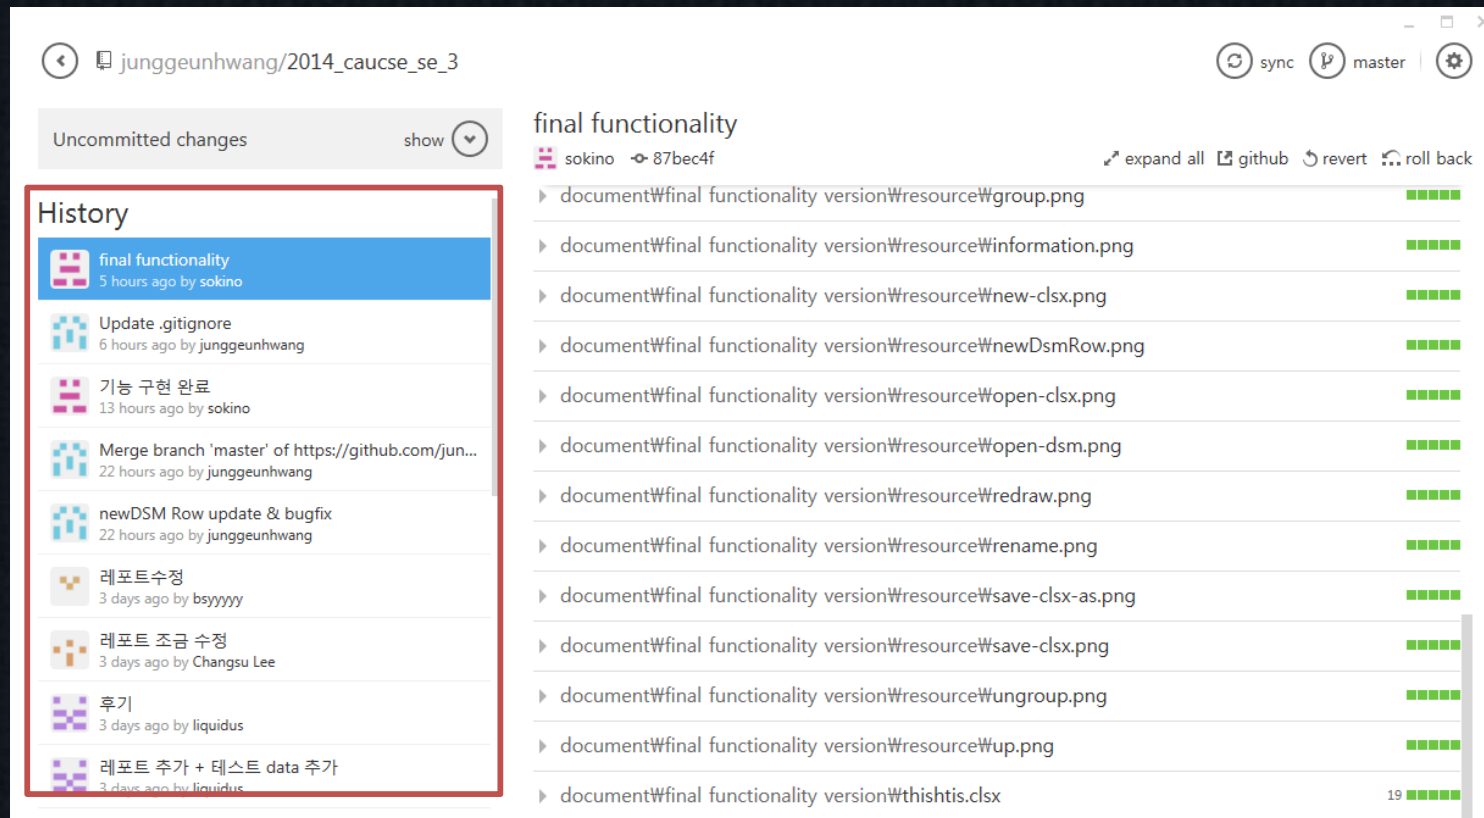 junggeunhwang/2014_caucse_se_3
sync
master
Uncommitted changes
show
History
final functionality
5 hours ago by sokino
Update .gitignore
6 hours ago by junggeunhwang
기능 구현 완료
13 hours ago by sokino
Merge branch 'master' of https://github.com/jun...
22 hours ago by junggeunhwang
newDSM Row update & bugfix
22 hours ago by junggeunhwang
레포트수정
3 days ago by bsyyyyy
레포트 조금 수정
3 days ago by Changsu Lee
후기
3 days ago by liquidus
레포트 추가 + 테스트 data 추가
3 days ago by liquidus
final functionality
sokino 87bec4f
expand all github revert roll back
document₩final functionality version₩resource₩group.png
document₩final functionality version₩resource₩information.png
document₩final functionality version₩resource₩new-clsx.png
document₩final functionality version₩resource₩newDsmRow.png
document₩final functionality version₩resource₩open-clsx.png
document₩final functionality version₩resource₩open-dsm.png
document₩final functionality version₩resource₩redraw.png
document₩final functionality version₩resource₩rename.png
document₩final functionality version₩resource₩save-clsx-as.png
document₩final functionality version₩resource₩save-clsx.png
document₩final functionality version₩resource₩ungroup.png
document₩final functionality version₩resource₩up.png
document₩final functionality version₩thishtis.clsx 19